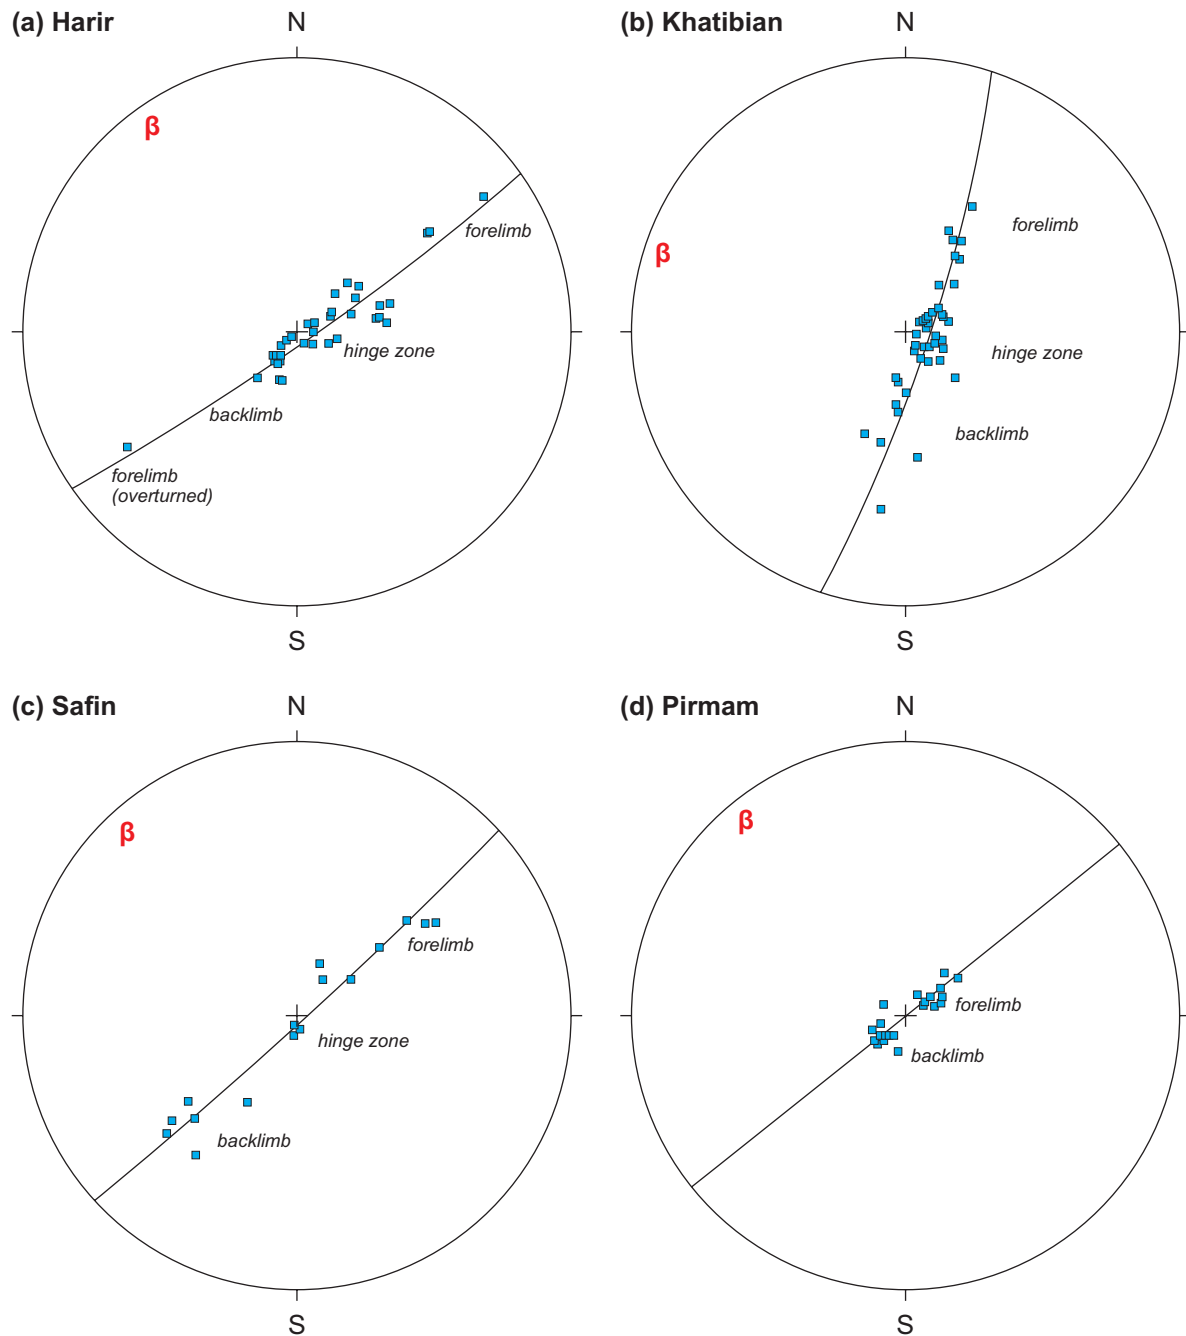 (a) Harir
N
β
forelimb
hinge zone
backlimb
forelimb
(overturned)
S
(b) Khatibian
N
β
forelimb
hinge zone
backlimb
S
(c) Safin
N
β
forelimb
hinge zone
backlimb
S
(d) Pirmam
N
β
forelimb
backlimb
S